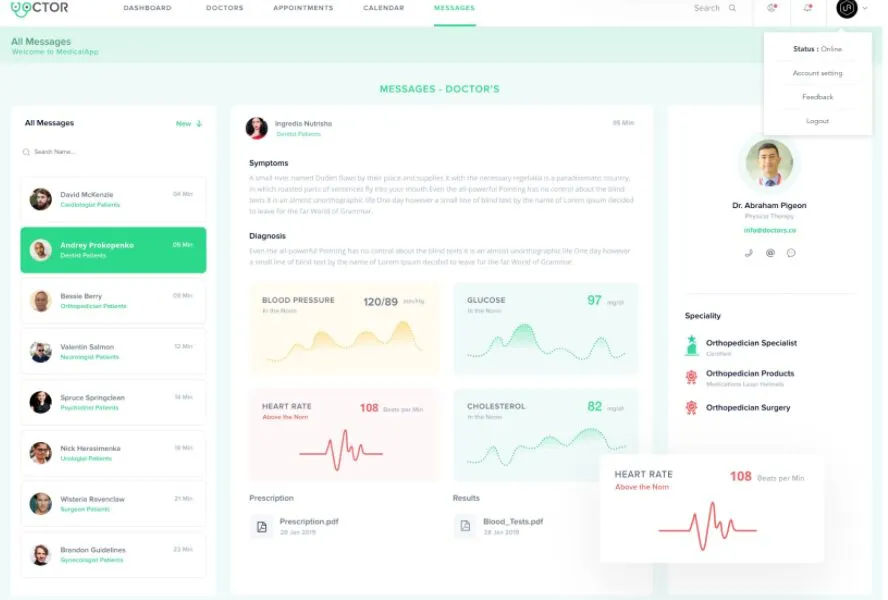 DOCTOR
DASHBOARD
DOCTORS
APPOINTMENTS
CALENDAR
MESSAGES
Search
All Messages
Welcome to MedicalApp
Status : Online
Account setting
Feedback
Logout
MESSAGES - DOCTOR'S
All Messages
New
Search Name...
David McKenzie
04 Min
Cardiologist Patients
Andrey Prokopenko
05 Min
Dentist Patients
Bessie Berry
09 Min
Orthopedician Patients
Valentin Salmon
12 Min
Neurologist Patients
Spruce Springclean
14 Min
Psychiatrist Patients
Nick Herasimenka
19 Min
Urologist Patients
Wisteria Ravenclaw
21 Min
Surgeon Patients
Brandon Guidelines
23 Min
Gynecologist Patients
Ingredia Nutrisha
05 Min
Dentist Patients
Symptoms
A small river named Duden flows by their place and supplies it with the necessary regelialia is a paradisematic country,
in which roasted parts of sentences fly into your mouth.Even the all-powerful Pointing has no control about the blind
texts it is an almost unorthographic life One day however a small line of blind text by the name of Lorem Ipsum decided
to leave for the far World of Grammar.
Diagnosis
Even the all-powerful Pointing has no control about the blind texts it is an almost unorthographic life One day however
a small line of blind text by the name of Lorem Ipsum decided to leave for the far World of Grammar.
BLOOD PRESSURE
120/89
In the Norm
GLUCOSE
97
mg/dl
In the Norm
HEART RATE
108
Beats per Min
Above the Norm
CHOLESTEROL
82
mg/dl
In the Norm
Prescription
Results
Prescription.pdf
28 Jan 2019
Blood_Tests.pdf
28 Jan 2019
Dr. Abraham Pigeon
Physicio Therapy
info@doctors.co
Speciality
Orthopedician Specialist
Certified
Orthopedician Products
Medications Laser Helmets
Orthopedician Surgery
HEART RATE
108
Beats per Min
Above the Norm